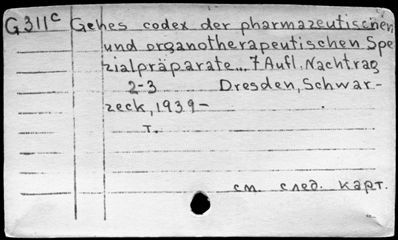 G311c Gehes codex der pharmazeutischen
und organotherapeutischen Spe
zialpräparate... 7 Aufl. Nachtrag
2-3 Dresden, Schwar-
zeck, 1939-
т.
см. след. карт.